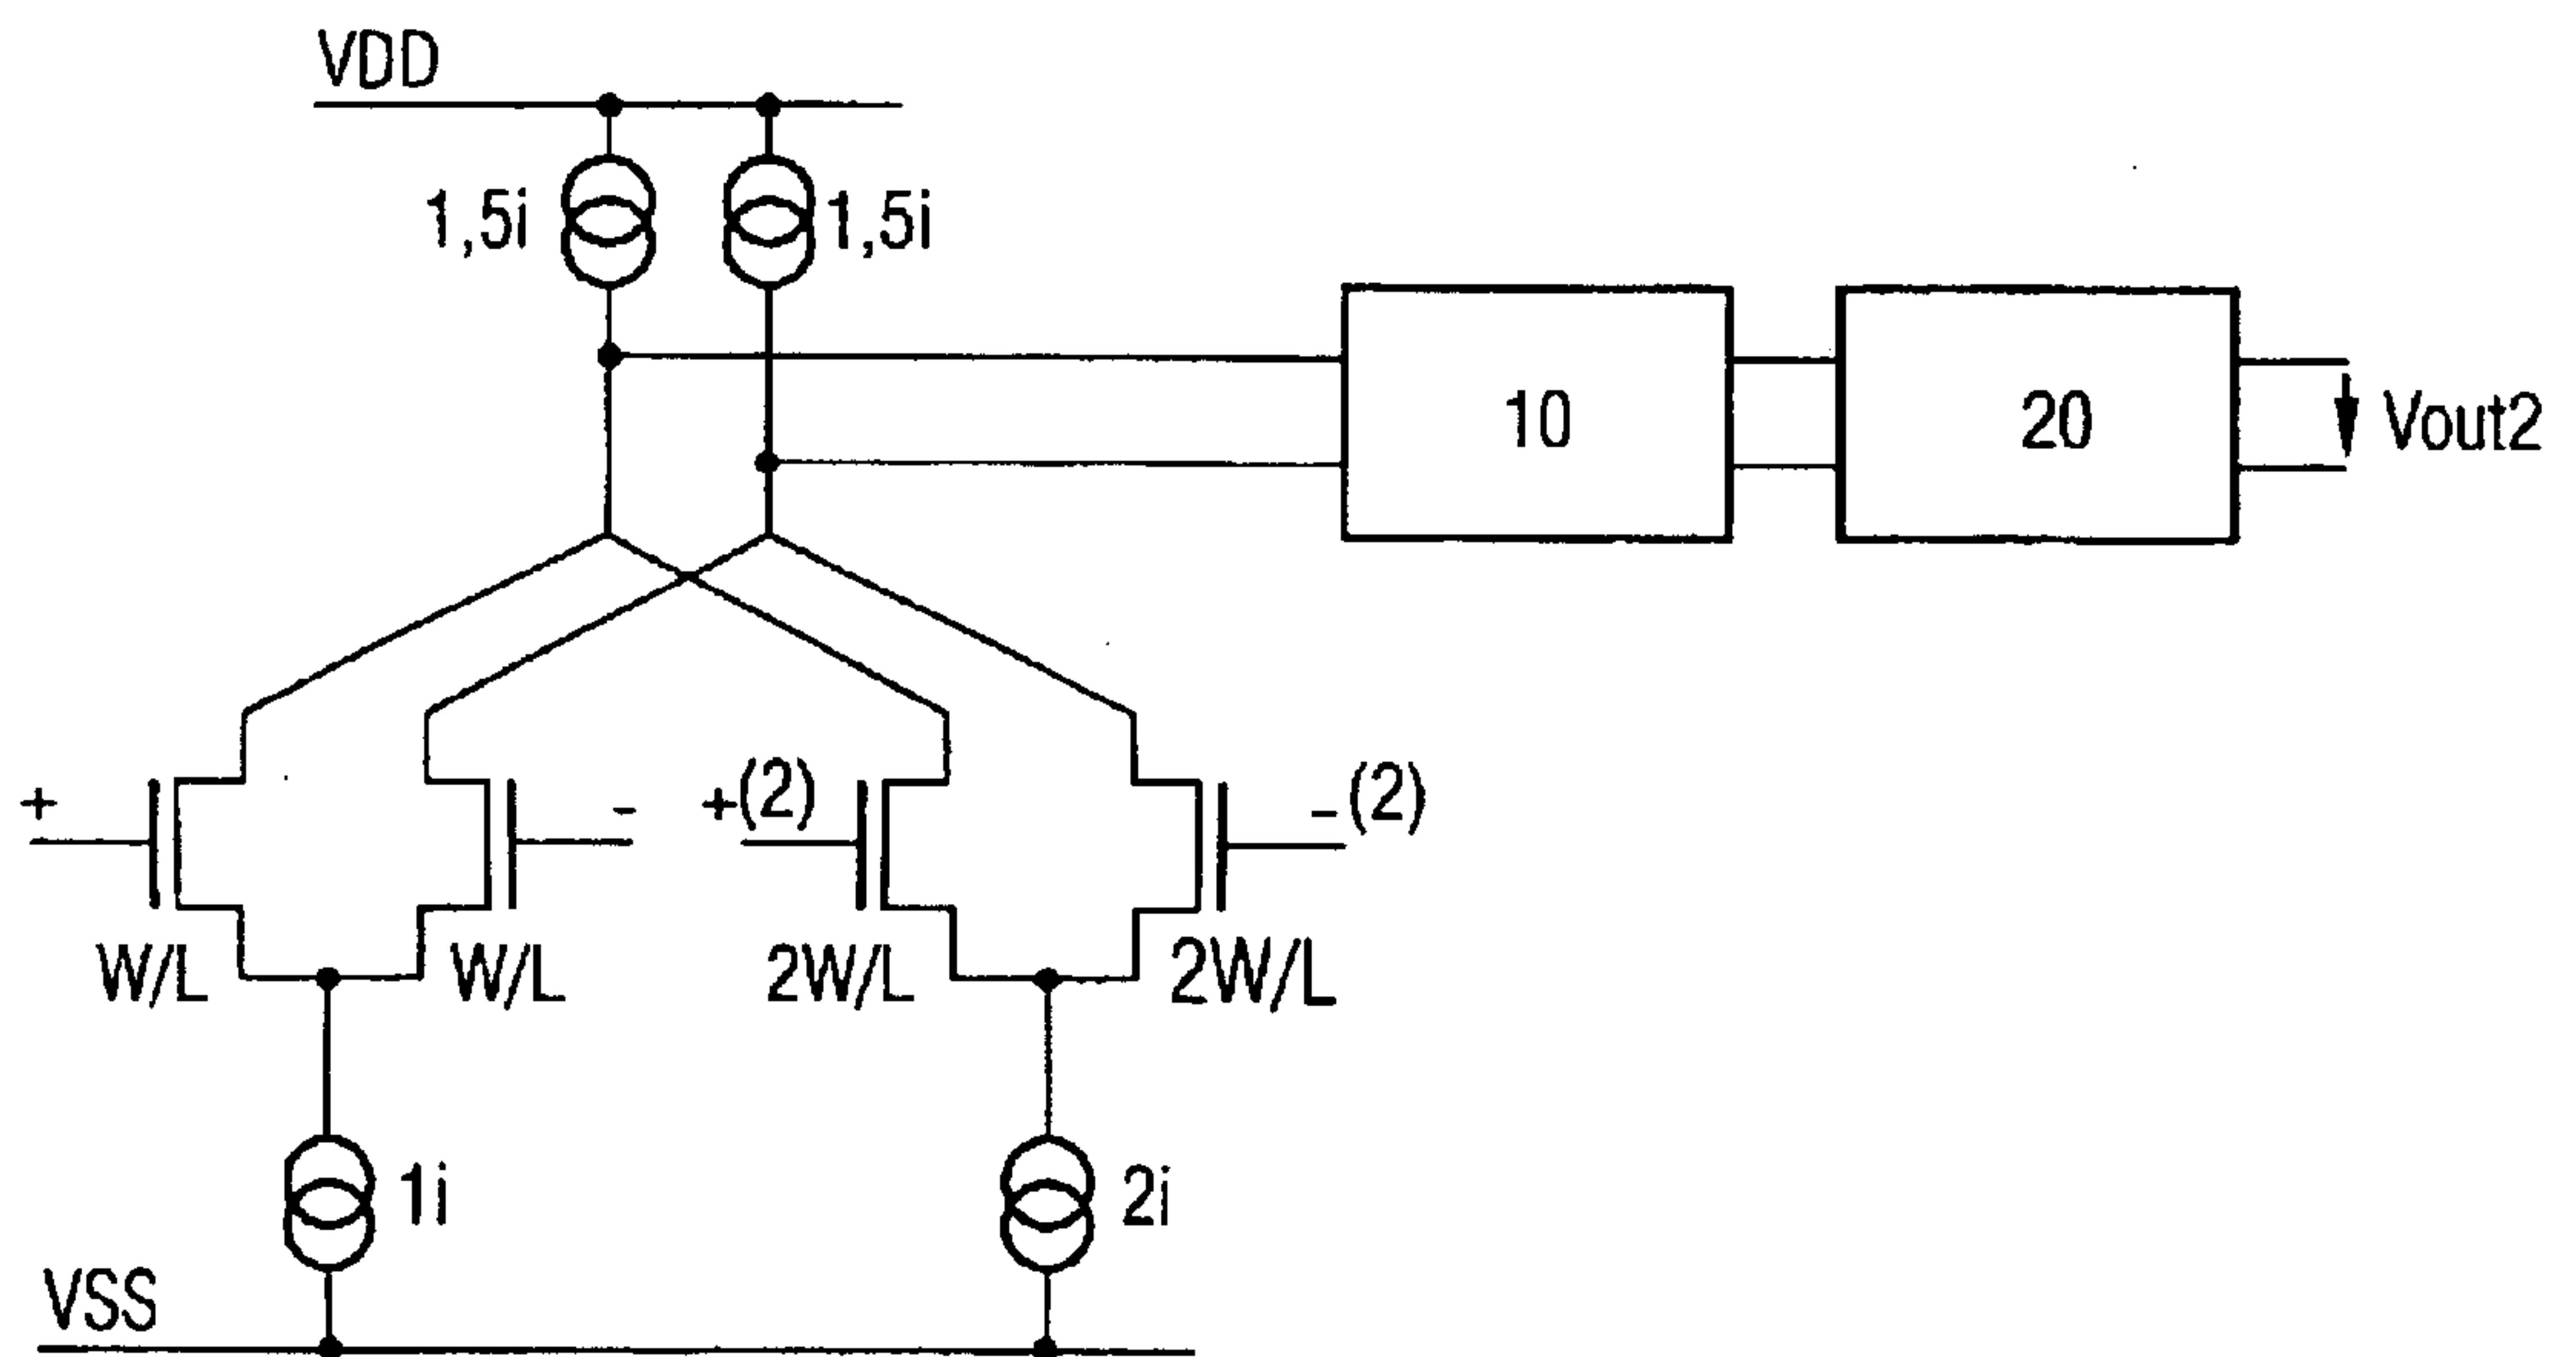 VDD
1,5i 1,5i
10 20 Vout2
+ - +(2) -(2)
W/L W/L 2W/L 2W/L
1i 2i
VSS